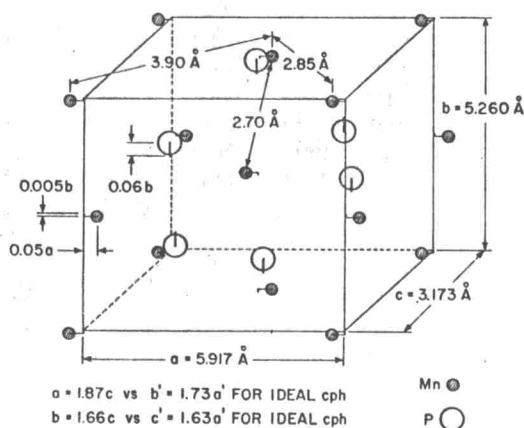 3.90 Å
2.85 Å
2.70 Å
b = 5.260 Å
0.06b
0.005b
0.05a
c = 3.173 Å
a = 5.917 Å
a = 1.87c vs b' = 1.73a' FOR IDEAL cph
b = 1.66c vs c' = 1.63a' FOR IDEAL cph
Mn
P